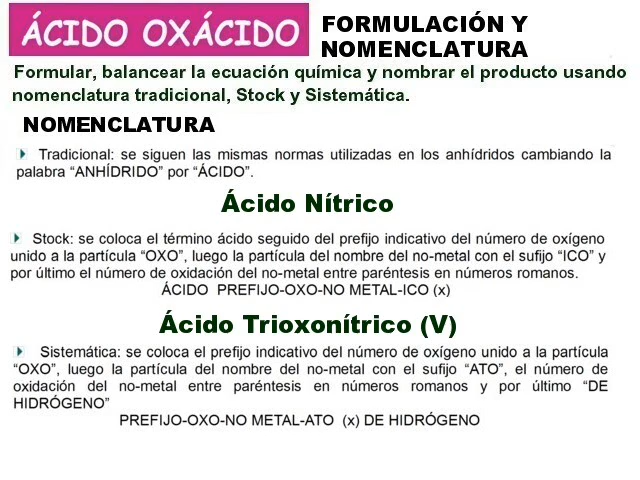 ÁCIDO OXÁCIDO
FORMULACIÓN Y
NOMENCLATURA
Formular, balancear la ecuación química y nombrar el producto usando
nomenclatura tradicional, Stock y Sistemática.
NOMENCLATURA
Tradicional: se siguen las mismas normas utilizadas en los anhídridos cambiando la
palabra “ANHÍDRIDO” por “ÁCIDO”.
Ácido Nítrico
Stock: se coloca el término ácido seguido del prefijo indicativo del número de oxígeno
unido a la partícula “OXO”, luego la partícula del nombre del no-metal con el sufijo “ICO” y
por último el número de oxidación del no-metal entre paréntesis en números romanos.
ÁCIDO PREFIJO-OXO-NO METAL-ICO (x)
Ácido Trioxonítrico (V)
Sistemática: se coloca el prefijo indicativo del número de oxígeno unido a la partícula
“OXO”, luego la partícula del nombre del no-metal con el sufijo “ATO”, el número de
oxidación del no-metal entre paréntesis en números romanos y por último “DE
HIDRÓGENO”
PREFIJO-OXO-NO METAL-ATO (x) DE HIDRÓGENO